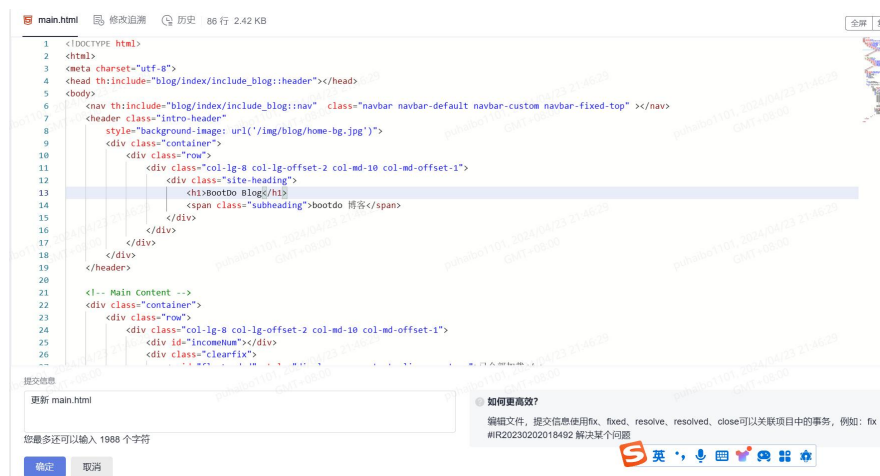 main.html 修改追溯 历史 86 行 2.42 KB 全屏
1 <!DOCTYPE html>
2 <html>
3 <meta charset="utf-8">
4 <head th:include="blog/index/include_blog::header"></head>
5 <body>
6 <nav th:include="blog/index/include_blog::nav" class="navbar navbar-default navbar-custom navbar-fixed-top" ></nav>
7 <header class="intro-header"
8 style="background-image: url('/img/blog/home-bg.jpg')">
9 <div class="container">
10 <div class="row">
11 <div class="col-lg-8 col-lg-offset-2 col-md-10 col-md-offset-1">
12 <div class="site-heading">
13 <h1>BootDo Blog</h1>
14 <span class="subheading">bootdo 博客</span>
15 </div>
16 </div>
17 </div>
18 </div>
19 </header>
20
21 <!-- Main Content -->
22 <div class="container">
23 <div class="row">
24 <div class="col-lg-8 col-lg-offset-2 col-md-10 col-md-offset-1">
25 <div id="incomeNum"></div>
26 <div class="clearfix">
提交信息
更新 main.html
您最多还可以输入 1988 个字符
如何更高效?
编辑文件，提交信息使用fix、fixed、resolve、resolved、close可以关联项目中的事务，例如：fix
#IR20230202018492 解决某个问题
确定 取消
英
puhaibo1101, 2024/04/23 21:46:29
GMT+08:00